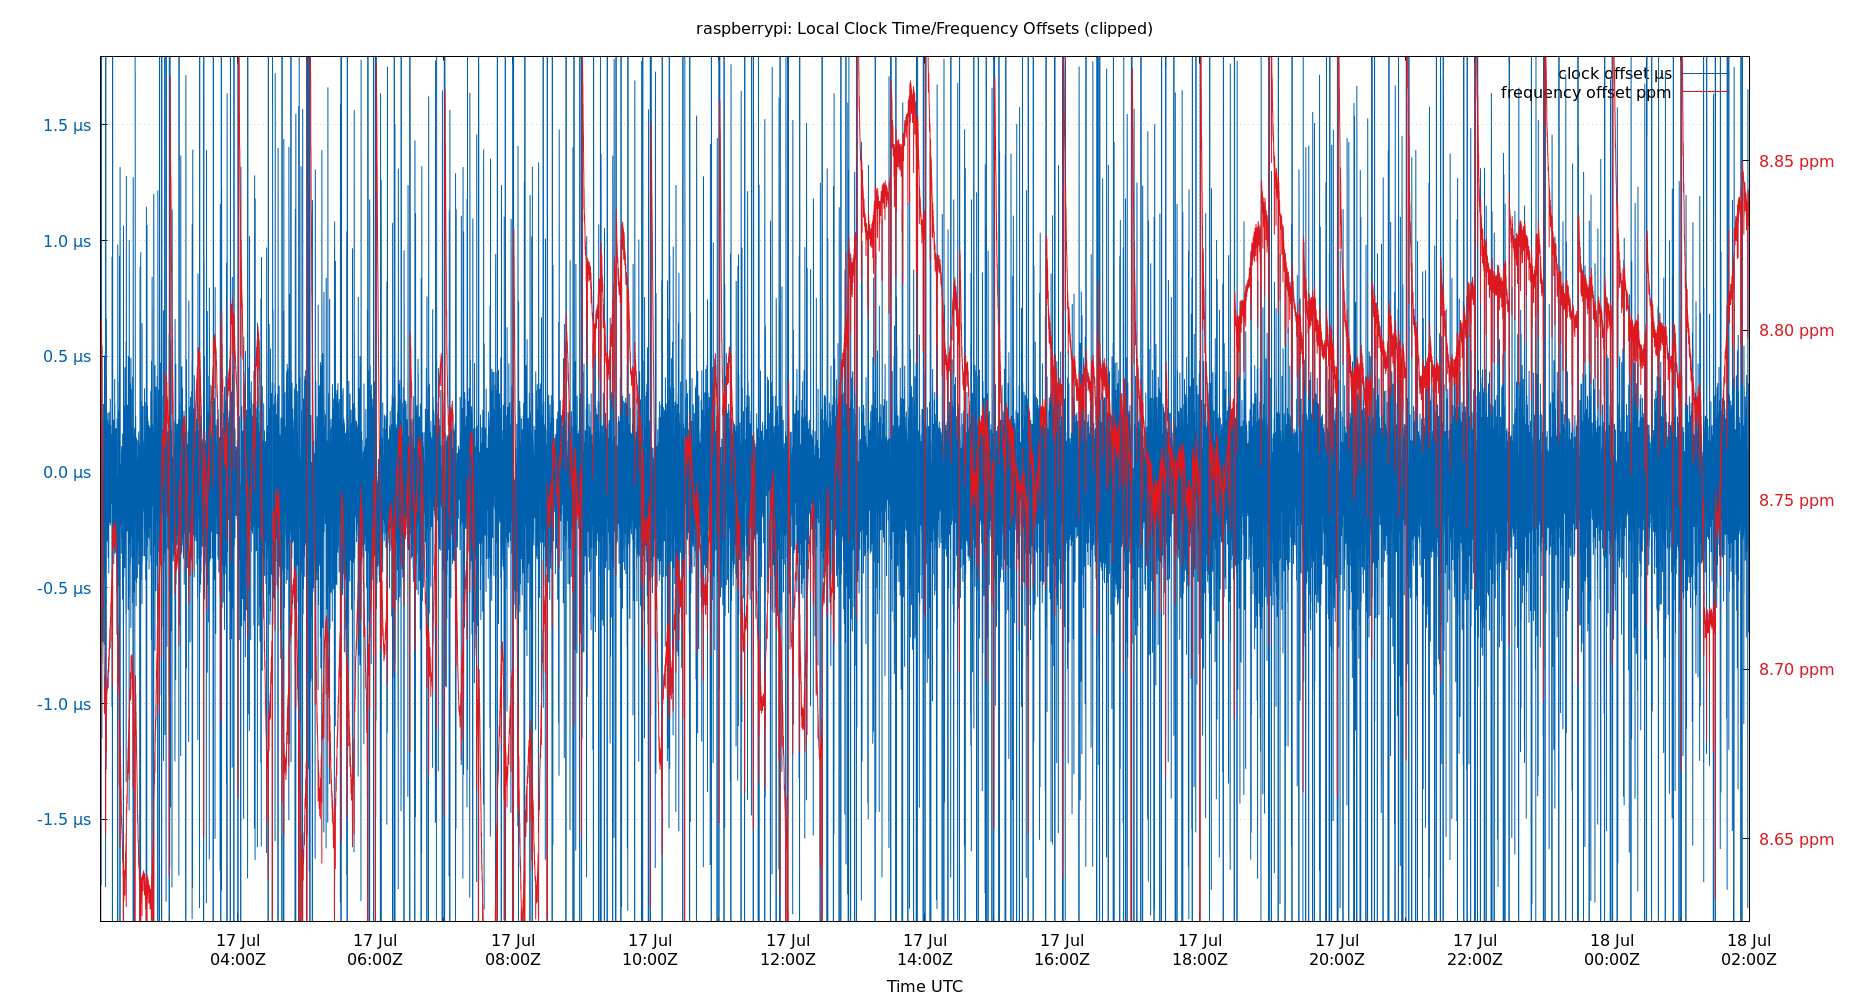 raspberrypi: Local Clock Time/Frequency Offsets (clipped)
clock offset µs
frequency offset ppm
1.5 µs
1.0 µs
0.5 µs
0.0 µs
-0.5 µs
-1.0 µs
-1.5 µs
8.85 ppm
8.80 ppm
8.75 ppm
8.70 ppm
8.65 ppm
17 Jul 17 Jul 17 Jul 17 Jul 17 Jul 17 Jul 17 Jul 17 Jul 17 Jul 17 Jul 18 Jul 18 Jul
04:00Z 06:00Z 08:00Z 10:00Z 12:00Z 14:00Z 16:00Z 18:00Z 20:00Z 22:00Z 00:00Z 02:00Z
Time UTC